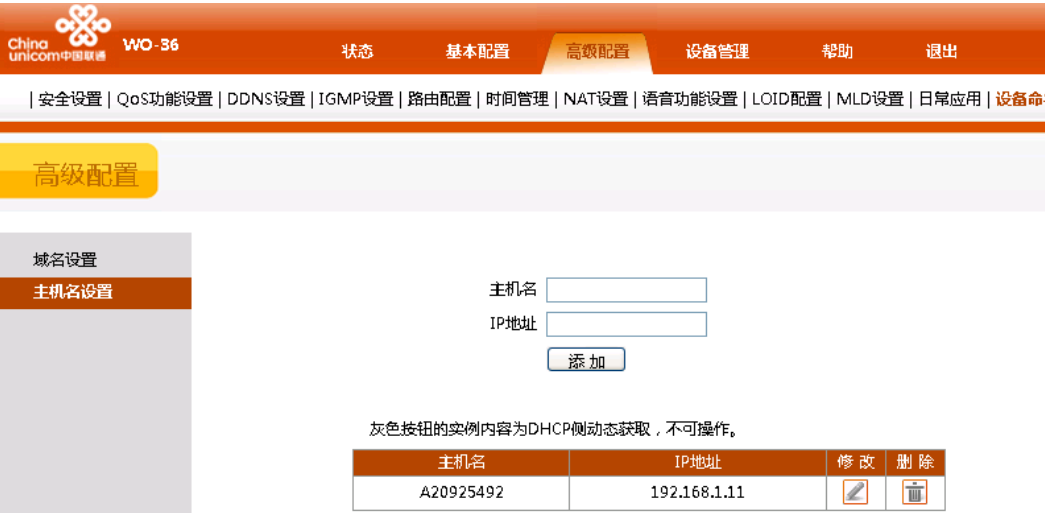 China
unicom中国联通
WO-36
状态 基本配置 高级配置 设备管理 帮助 退出
|安全设置|QoS功能设置|DDNS设置|IGMP设置|路由配置|时间管理|NAT设置|语音功能设置|LOID配置|MLD设置|日常应用|设备命
高级配置
域名设置
主机名设置
主机名
IP地址
添加
灰色按钮的实例内容为DHCP侧动态获取，不可操作。
主机名 IP地址 修改 删除
A20925492 192.168.1.11